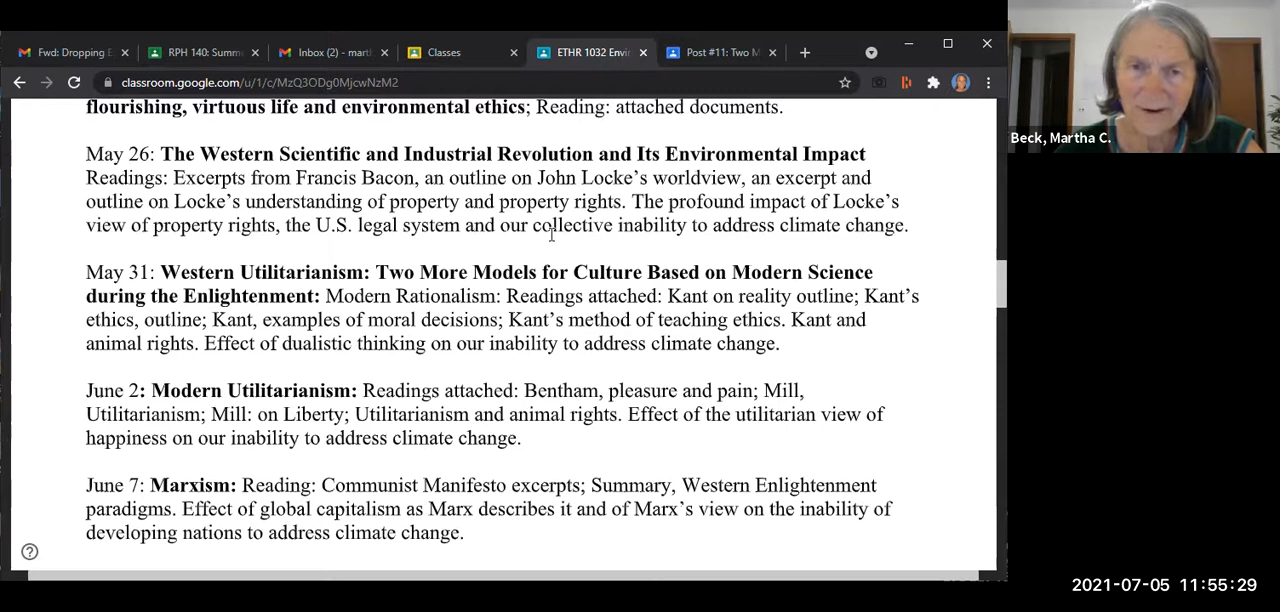 Fwd: Dropping E
RPH 140: Summ
Inbox (2) - mart
Classes
ETHR 1032 Envi
Post #11: Two M
classroom.google.com/u/1/c/MzQ3ODg0MjcwNzM2
Beck, Martha C.
flourishing, virtuous life and environmental ethics; Reading: attached documents.
May 26: The Western Scientific and Industrial Revolution and Its Environmental Impact
Readings: Excerpts from Francis Bacon, an outline on John Locke's worldview, an excerpt and
outline on Locke's understanding of property and property rights. The profound impact of Locke's
view of property rights, the U.S. legal system and our collective inability to address climate change.
May 31: Western Utilitarianism: Two More Models for Culture Based on Modern Science
during the Enlightenment: Modern Rationalism: Readings attached: Kant on reality outline; Kant's
ethics, outline; Kant, examples of moral decisions; Kant's method of teaching ethics. Kant and
animal rights. Effect of dualistic thinking on our inability to address climate change.
June 2: Modern Utilitarianism: Readings attached: Bentham, pleasure and pain; Mill,
Utilitarianism; Mill: on Liberty; Utilitarianism and animal rights. Effect of the utilitarian view of
happiness on our inability to address climate change.
June 7: Marxism: Reading: Communist Manifesto excerpts; Summary, Western Enlightenment
paradigms. Effect of global capitalism as Marx describes it and of Marx's view on the inability of
developing nations to address climate change.
2021-07-05 11:55:29